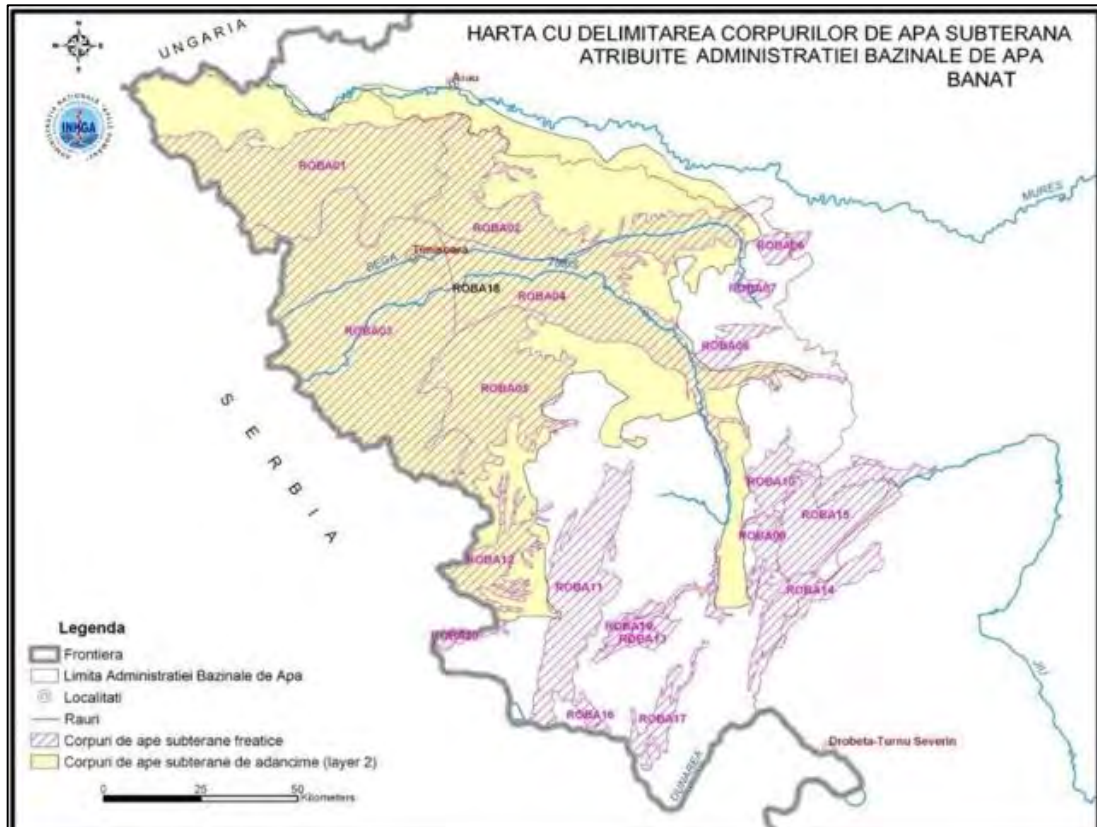 HARTA CU DELIMITAREA CORPURILOR DE APA SUBTERANA
ATRIBUITE ADMINISTRATIEI BAZINALE DE APA
BANAT
UNGARIA
Arad
INHGA
ROBA01
MURES
ROBA02
ROBA06
Timisoara
BEGA
TIMIS
ROBA07
ROBA18
ROBA04
ROBA03
ROBA08
ROBA05
SERBIA
ROBA10
ROBA15
ROBA09
ROBA12
ROBA11
ROBA14
ROBA19
ROBA13
ROBA20
JIU
ROBA16
ROBA17
Drobeta-Turnu Severin
DUNAREA
Legenda
Frontiera
Limita Administratiei Bazinale de Apa
Localitati
Rauri
Corpuri de ape subterane freatice
Corpuri de ape subterane de adancime (layer 2)
0 25 50
Kilometers